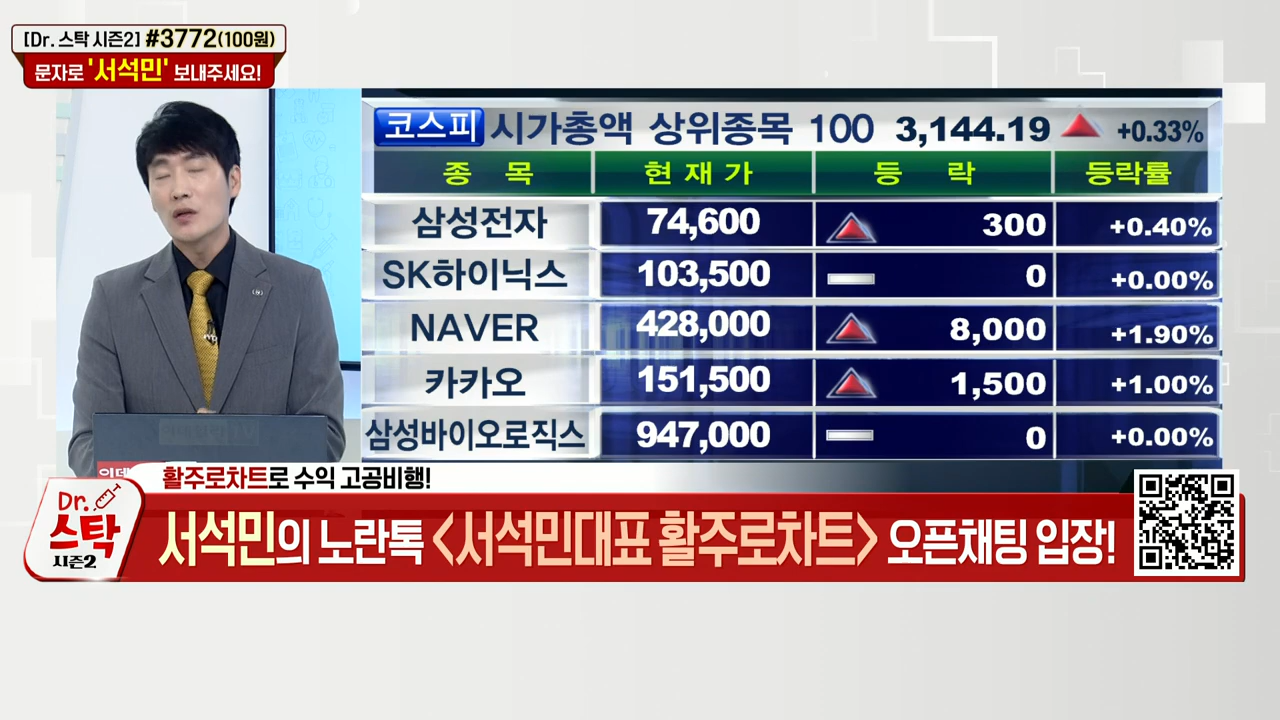 [Dr. 스탁 시즌2] #3772(100원)
문자로 '서석민' 보내주세요!
코스피 시가총액 상위종목 100 3,144.19 +0.33%
종 목 현 재 가 등 락 등락률
삼성전자 74,600 300 +0.40%
SK하이닉스 103,500 0 +0.00%
NAVER 428,000 8,000 +1.90%
카카오 151,500 1,500 +1.00%
삼성바이오로직스 947,000 0 +0.00%
활주로차트로 수익 고공비행!
Dr.
스탁
시즌2
서석민의 노란톡 <서석민대표 활주로차트> 오픈채팅 입장!